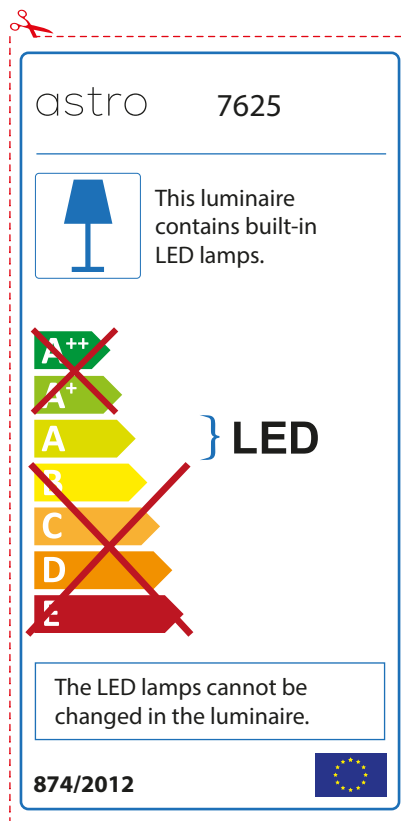 astro 7625
This luminaire
contains built-in
LED lamps.
A++
A+
A
} LED
B
C
D
E
The LED lamps cannot be
changed in the luminaire.
874/2012